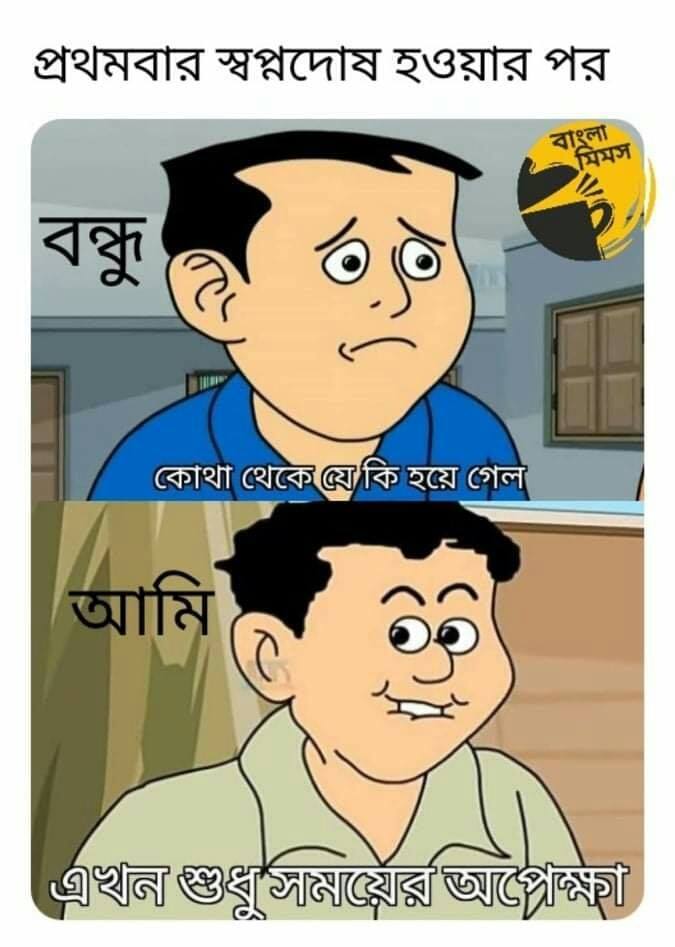 প্রথমবার স্বপ্নদোষ হওয়ার পর
বাংলা
মিমস
বন্ধু
কোথা থেকে যে কি হয়ে গেল
আমি
এখন শুধু সময়ের অপেক্ষা